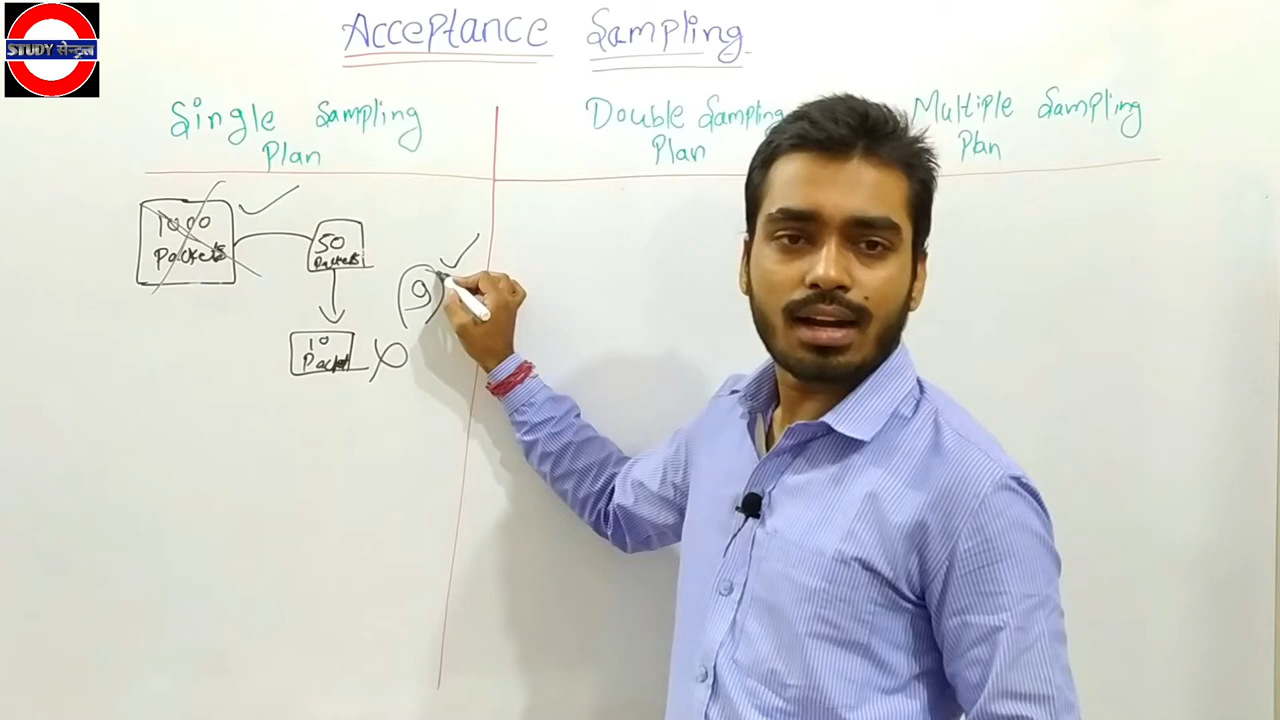 STUDY सेन्ट्रल
Acceptance Sampling
Single Sampling Plan
Double Sampling Plan
Multiple Sampling Plan
1000
Packets
50
Packets
10
Packet
9